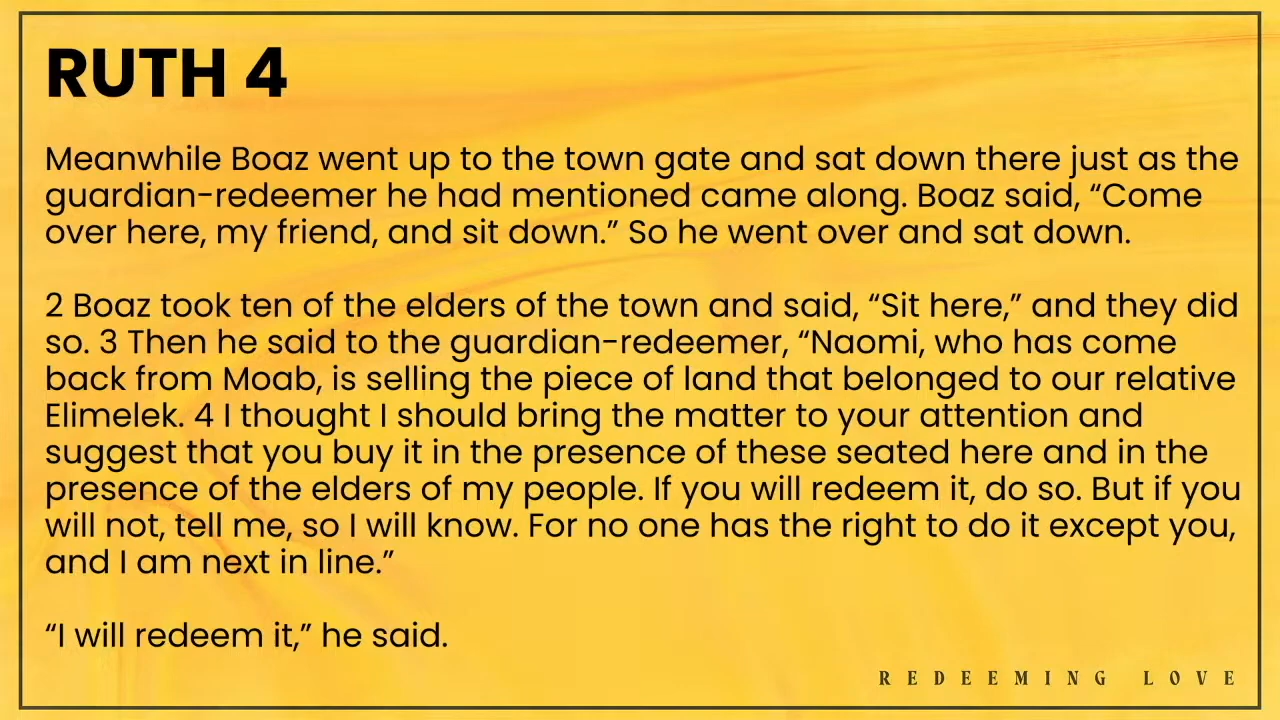 RUTH 4
Meanwhile Boaz went up to the town gate and sat down there just as the
guardian-redeemer he had mentioned came along. Boaz said, “Come
over here, my friend, and sit down.” So he went over and sat down.
2 Boaz took ten of the elders of the town and said, “Sit here,” and they did
so. 3 Then he said to the guardian-redeemer, “Naomi, who has come
back from Moab, is selling the piece of land that belonged to our relative
Elimelek. 4 I thought I should bring the matter to your attention and
suggest that you buy it in the presence of these seated here and in the
presence of the elders of my people. If you will redeem it, do so. But if you
will not, tell me, so I will know. For no one has the right to do it except you,
and I am next in line.”
“I will redeem it,” he said.
REDEEMING LOVE